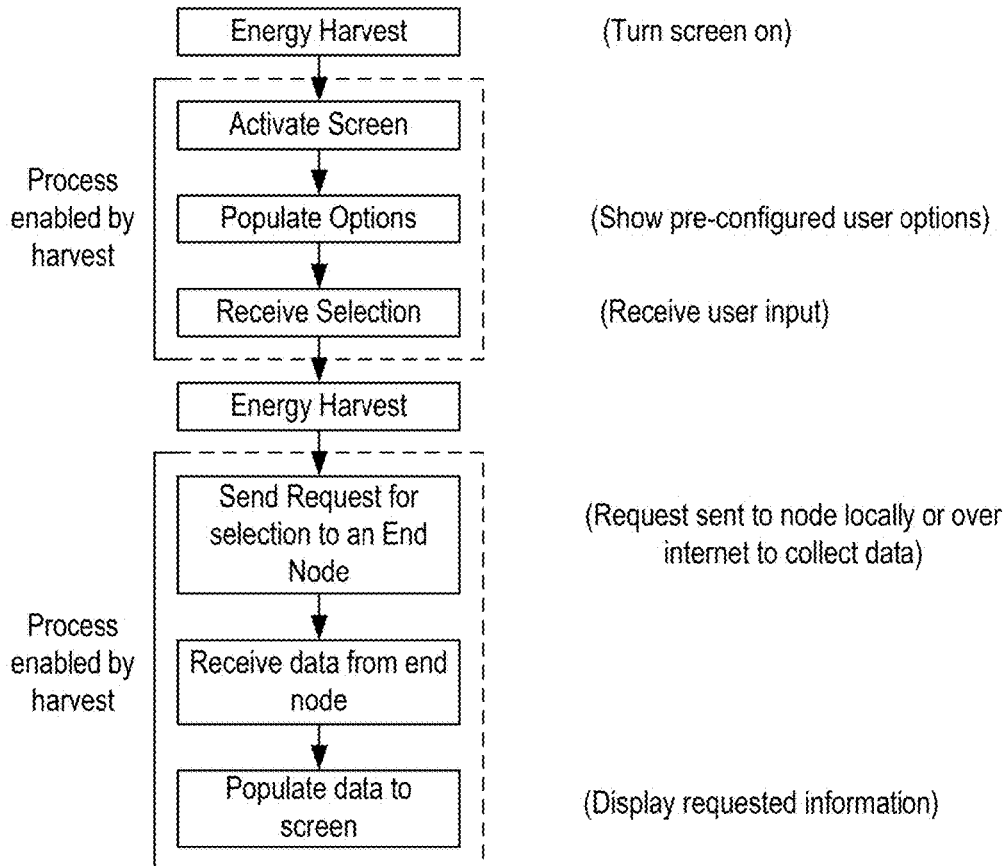 Energy Harvest
(Turn screen on)
Activate Screen
Process
enabled by
harvest
Populate Options
(Show pre-configured user options)
Receive Selection
(Receive user input)
Energy Harvest
Send Request for
selection to an End
Node
(Request sent to node locally or over
internet to collect data)
Process
enabled by
harvest
Receive data from end
node
Populate data to
screen
(Display requested information)